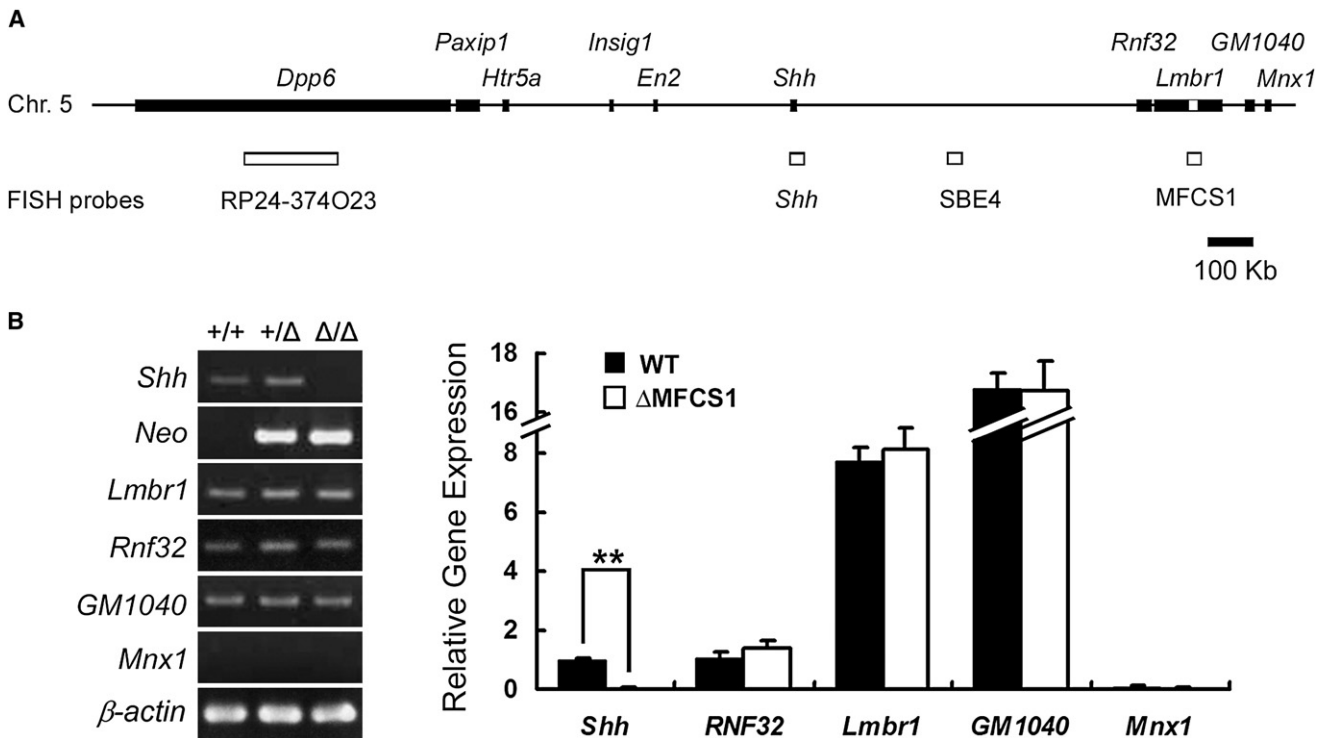 A
Paxip1 Insig1 Rnf32 GM1040
Dpp6 Htr5a En2 Shh Lmbr1 Mnx1
Chr. 5
FISH probes RP24-374O23 Shh SBE4 MFCS1
100 Kb
B
+/+ +/Δ Δ/Δ
Shh
Neo
Lmbr1
Rnf32
GM1040
Mnx1
β-actin
Relative Gene Expression
18
16
8
6
4
2
0
WT
ΔMFCS1
**
Shh RNF32 Lmbr1 GM1040 Mnx1